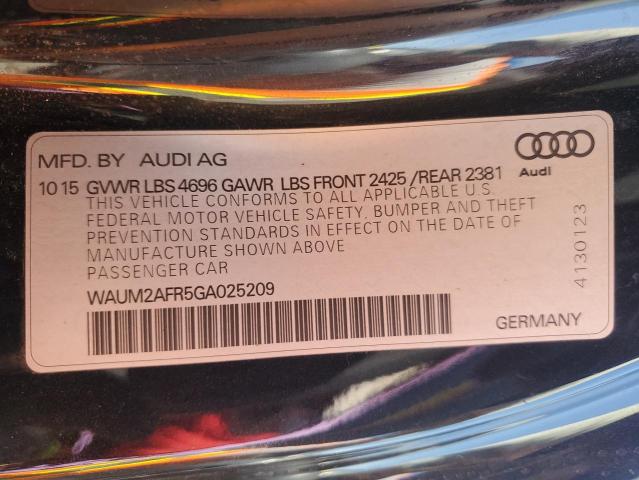 MFD. BY AUDI AG
Audi
10 15 GVWR LBS 4696 GAWR LBS FRONT 2425 /REAR 2381
THIS VEHICLE CONFORMS TO ALL APPLICABLE U.S.
FEDERAL MOTOR VEHICLE SAFETY, BUMPER AND THEFT
PREVENTION STANDARDS IN EFFECT ON THE DATE OF
MANUFACTURE SHOWN ABOVE
PASSENGER CAR
4130123
WAUM2AFR5GA025209
GERMANY